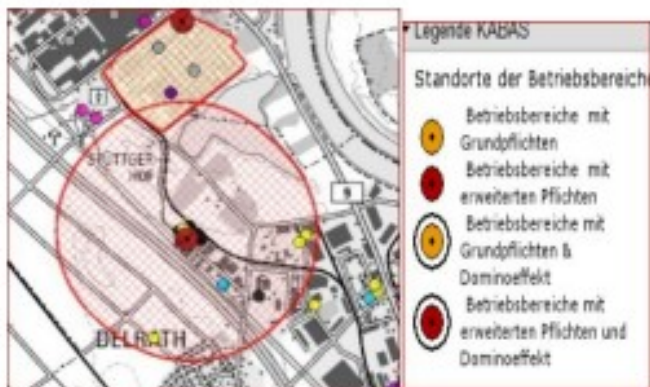 STÜTTGER
HOF
9
DELRATH
Legende KABAS
Standorte der Betriebsbereiche
Betriebsbereiche mit
Grundpflichten
Betriebsbereiche mit
erweiterten Pflichten
Betriebsbereiche mit
Grundpflichten &
Dominoeffekt
Betriebsbereiche mit
erweiterten Pflichten und
Dominoeffekt